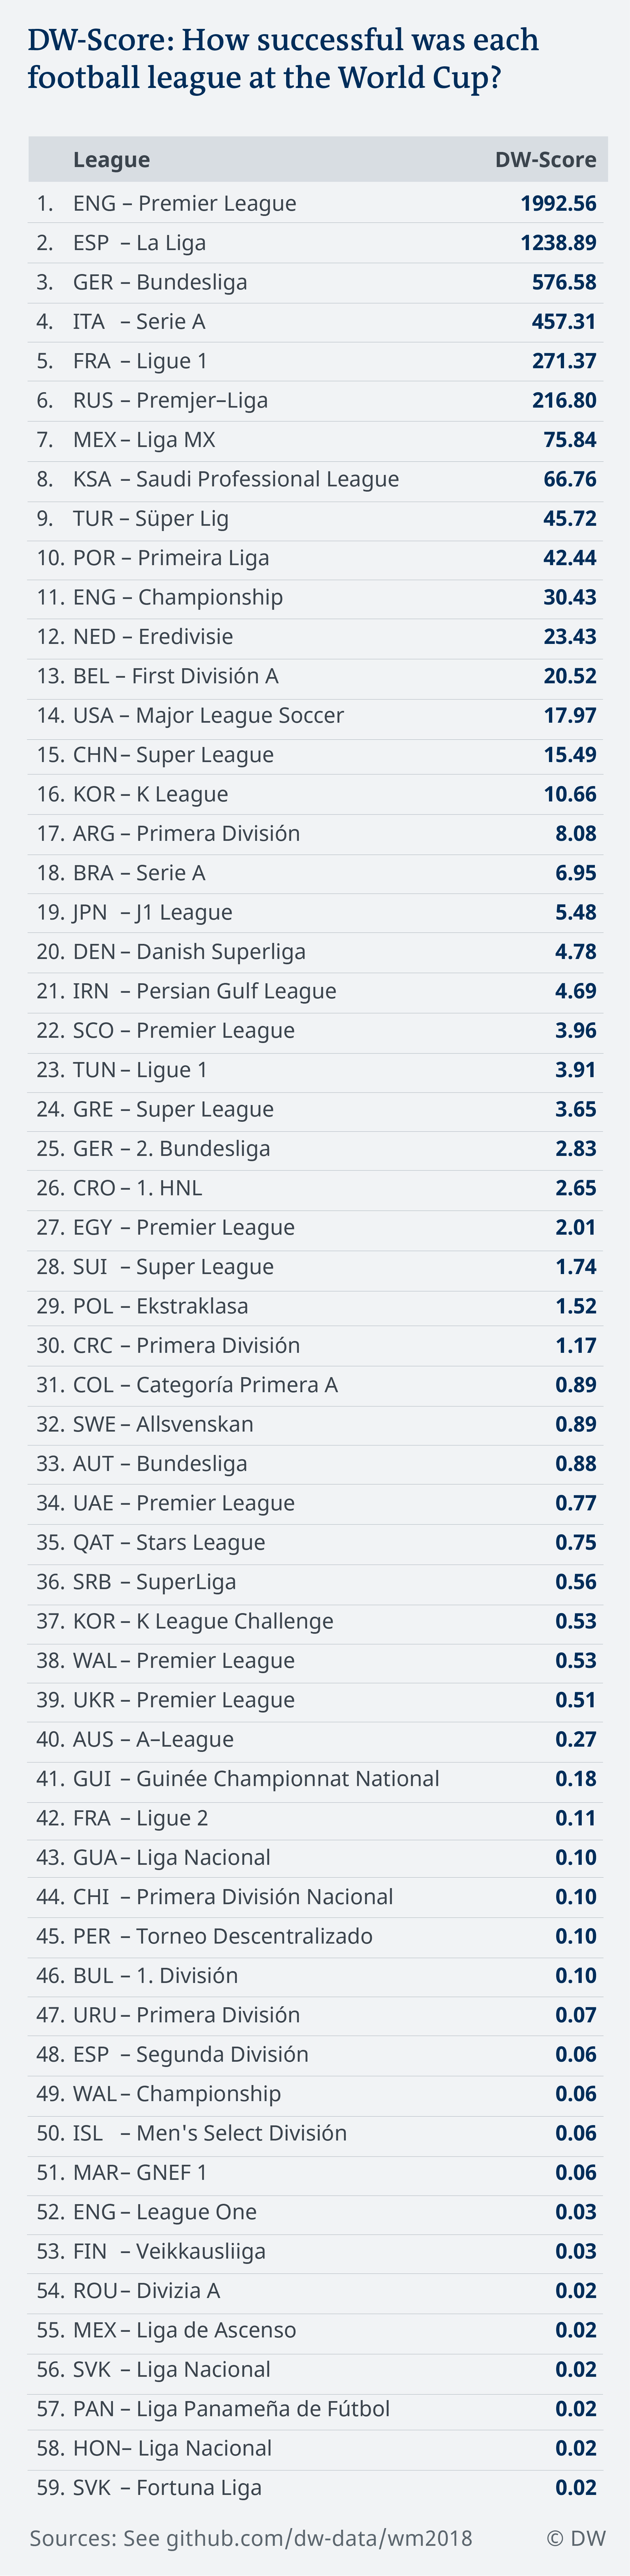 DW-Score: How successful was each
football league at the World Cup?
League DW-Score
1. ENG – Premier League 1992.56
2. ESP – La Liga 1238.89
3. GER – Bundesliga 576.58
4. ITA – Serie A 457.31
5. FRA – Ligue 1 271.37
6. RUS – Premjer–Liga 216.80
7. MEX – Liga MX 75.84
8. KSA – Saudi Professional League 66.76
9. TUR – Süper Lig 45.72
10. POR – Primeira Liga 42.44
11. ENG – Championship 30.43
12. NED – Eredivisie 23.43
13. BEL – First División A 20.52
14. USA – Major League Soccer 17.97
15. CHN – Super League 15.49
16. KOR – K League 10.66
17. ARG – Primera División 8.08
18. BRA – Serie A 6.95
19. JPN – J1 League 5.48
20. DEN – Danish Superliga 4.78
21. IRN – Persian Gulf League 4.69
22. SCO – Premier League 3.96
23. TUN – Ligue 1 3.91
24. GRE – Super League 3.65
25. GER – 2. Bundesliga 2.83
26. CRO – 1. HNL 2.65
27. EGY – Premier League 2.01
28. SUI – Super League 1.74
29. POL – Ekstraklasa 1.52
30. CRC – Primera División 1.17
31. COL – Categoría Primera A 0.89
32. SWE – Allsvenskan 0.89
33. AUT – Bundesliga 0.88
34. UAE – Premier League 0.77
35. QAT – Stars League 0.75
36. SRB – SuperLiga 0.56
37. KOR – K League Challenge 0.53
38. WAL – Premier League 0.53
39. UKR – Premier League 0.51
40. AUS – A–League 0.27
41. GUI – Guinée Championnat National 0.18
42. FRA – Ligue 2 0.11
43. GUA – Liga Nacional 0.10
44. CHI – Primera División Nacional 0.10
45. PER – Torneo Descentralizado 0.10
46. BUL – 1. División 0.10
47. URU – Primera División 0.07
48. ESP – Segunda División 0.06
49. WAL – Championship 0.06
50. ISL – Men's Select División 0.06
51. MAR – GNEF 1 0.06
52. ENG – League One 0.03
53. FIN – Veikkausliiga 0.03
54. ROU – Divizia A 0.02
55. MEX – Liga de Ascenso 0.02
56. SVK – Liga Nacional 0.02
57. PAN – Liga Panameña de Fútbol 0.02
58. HON – Liga Nacional 0.02
59. SVK – Fortuna Liga 0.02
Sources: See github.com/dw-data/wm2018 © DW